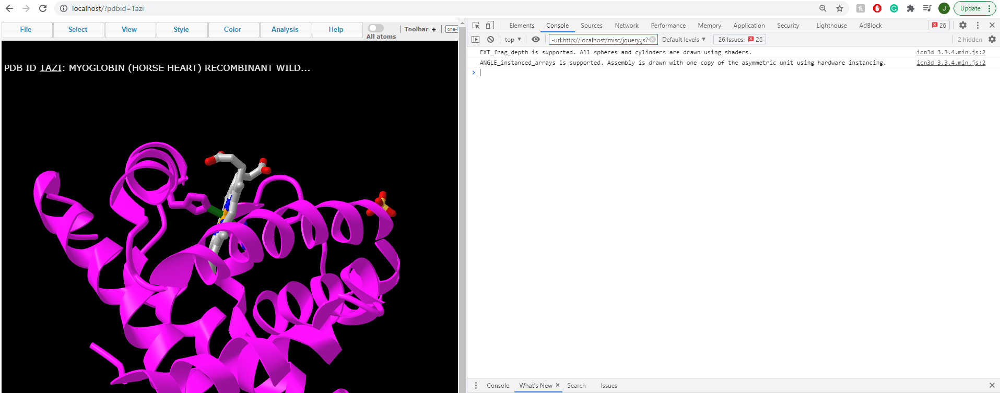 localhost/?pdbid=1azi
Update
File Select View Style Color Analysis Help All atoms Toolbar +
PDB ID 1AZI: MYOGLOBIN (HORSE HEART) RECOMBINANT WILD...
Elements Console Sources Network Performance Memory Application Security Lighthouse AdBlock 26
top -url:http://localhost/misc/jquery.js? Default levels 26 Issues: 26 2 hidden
EXT_frag_depth is supported. All spheres and cylinders are drawn using shaders. icn3d 3.3.4.min.js:2
ANGLE_instanced_arrays is supported. Assembly is drawn with one copy of the asymmetric unit using hardware instancing. icn3d 3.3.4.min.js:2
Console What's New Search Issues